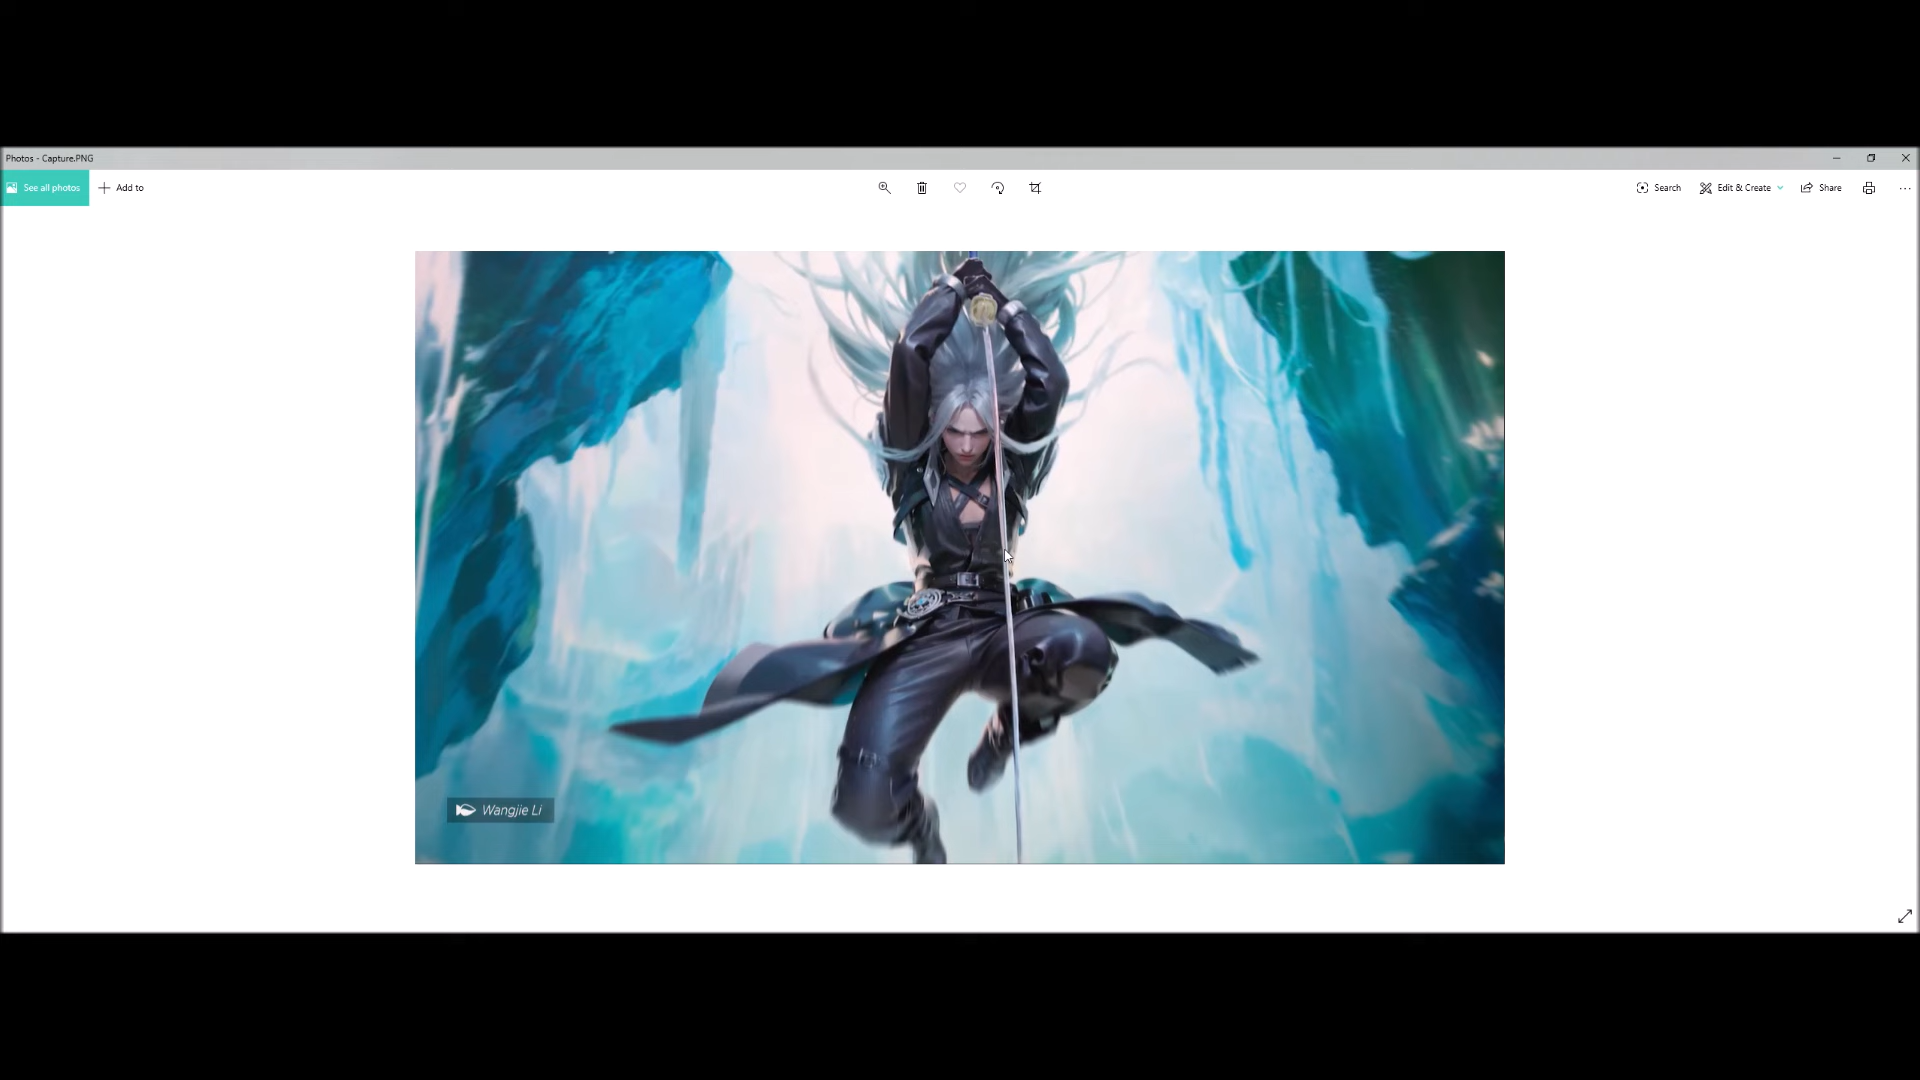 Photos - Capture.PNG
See all photos
Add to
Search
Edit & Create
Share
Wangjie Li